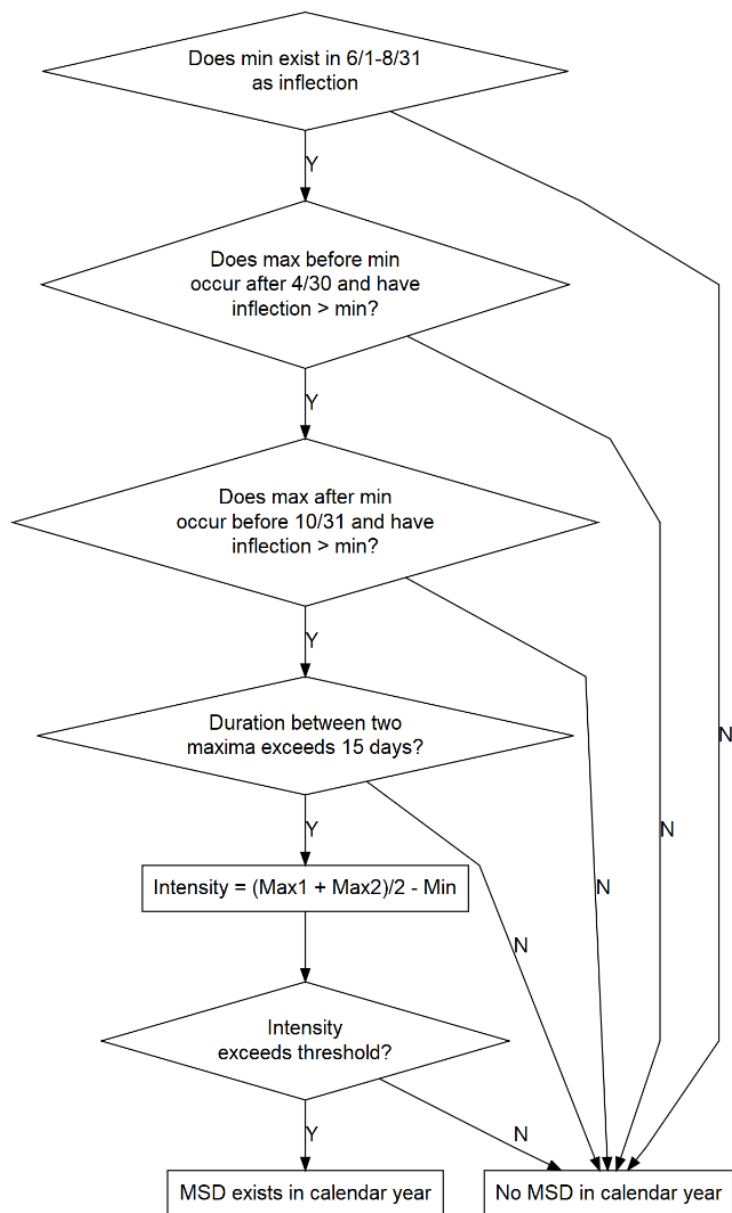 Does min exist in 6/1-8/31
as inflection
Y
Does max before min
occur after 4/30 and have
inflection > min?
Y
Does max after min
occur before 10/31 and have
inflection > min?
Y
Duration between two
maxima exceeds 15 days?
N
Y
N
Intensity = (Max1 + Max2)/2 - Min
N
N
Intensity
exceeds threshold?
Y
N
MSD exists in calendar year
No MSD in calendar year